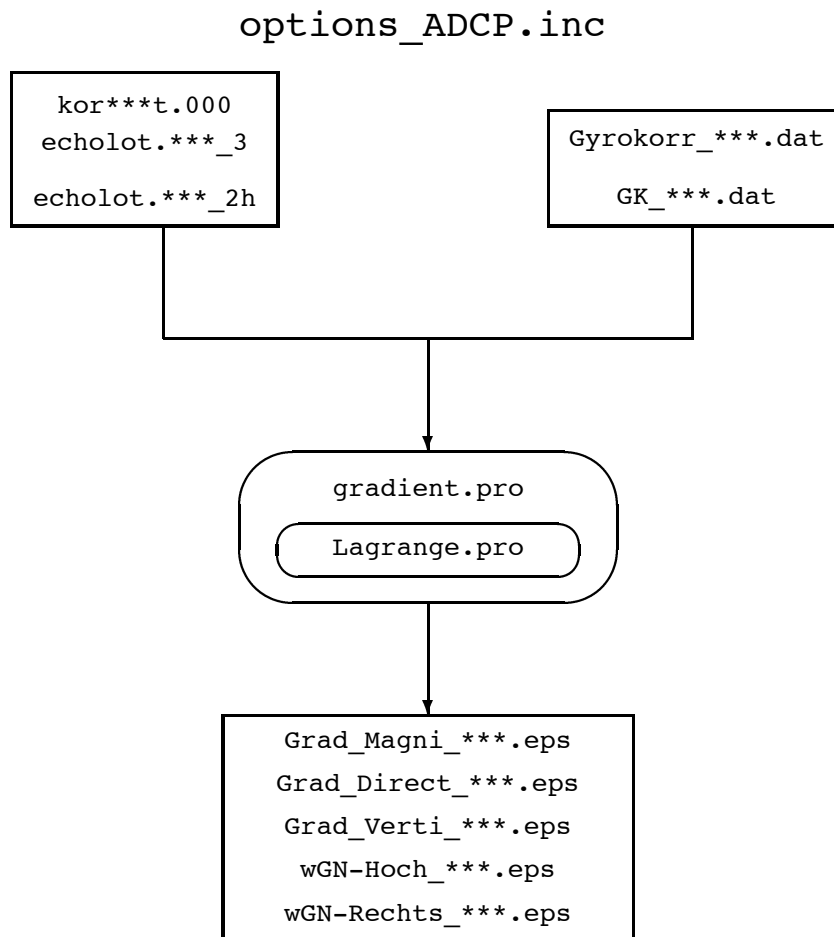 options_ADCP.inc
kor***t.000
echolot.***_3
echolot.***_2h
Gyrokorr_***.dat
GK_***.dat
gradient.pro
Lagrange.pro
Grad_Magni_***.eps
Grad_Direct_***.eps
Grad_Verti_***.eps
wGN-Hoch_***.eps
wGN-Rechts_***.eps